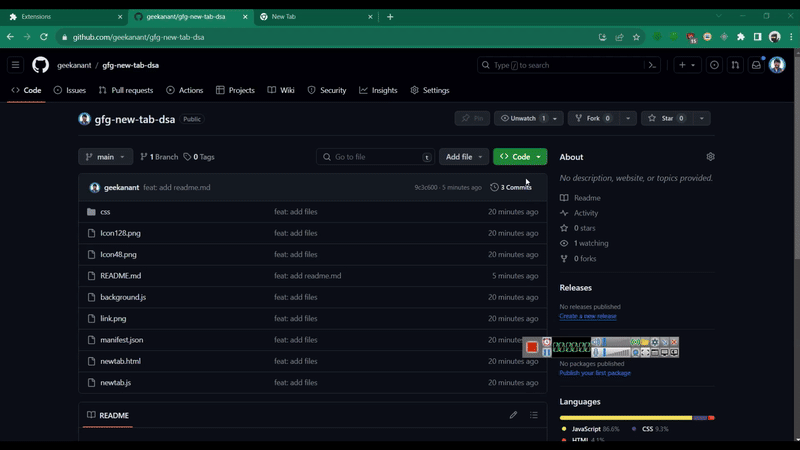 Extensions
geekanant/gfg-new-tab-dsa
New Tab
github.com/geekanant/gfg-new-tab-dsa
15
geekanant / gfg-new-tab-dsa
Type / to search
Code Issues Pull requests Actions Projects Wiki Security Insights Settings
gfg-new-tab-dsa Public
Pin Unwatch 1 Fork 0 Star 0
main 1 Branch 0 Tags Go to file t Add file Code
geekanant feat: add readme.md 9c3c600 · 5 minutes ago 3 Commits
css feat: add files 20 minutes ago
Icon128.png feat: add files 20 minutes ago
Icon48.png feat: add files 20 minutes ago
README.md feat: add readme.md 5 minutes ago
background.js feat: add files 20 minutes ago
link.png feat: add files 20 minutes ago
manifest.json feat: add files 20 minutes ago
newtab.html feat: add files 20 minutes ago
newtab.js feat: add files 20 minutes ago
README
About
No description, website, or topics provided.
Readme
Activity
0 stars
1 watching
0 forks
Releases
No releases published
Create a new release
No packages published
Publish your first package
Languages
JavaScript 86.6% CSS 9.3%
HTML 4.1%